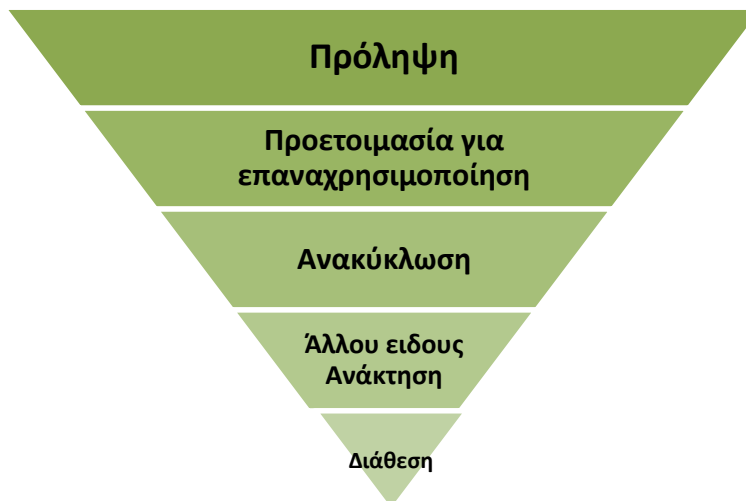 Πρόληψη
Προετοιμασία για
επαναχρησιμοποίηση
Ανακύκλωση
Άλλου ειδους
Ανάκτηση
Διάθεση